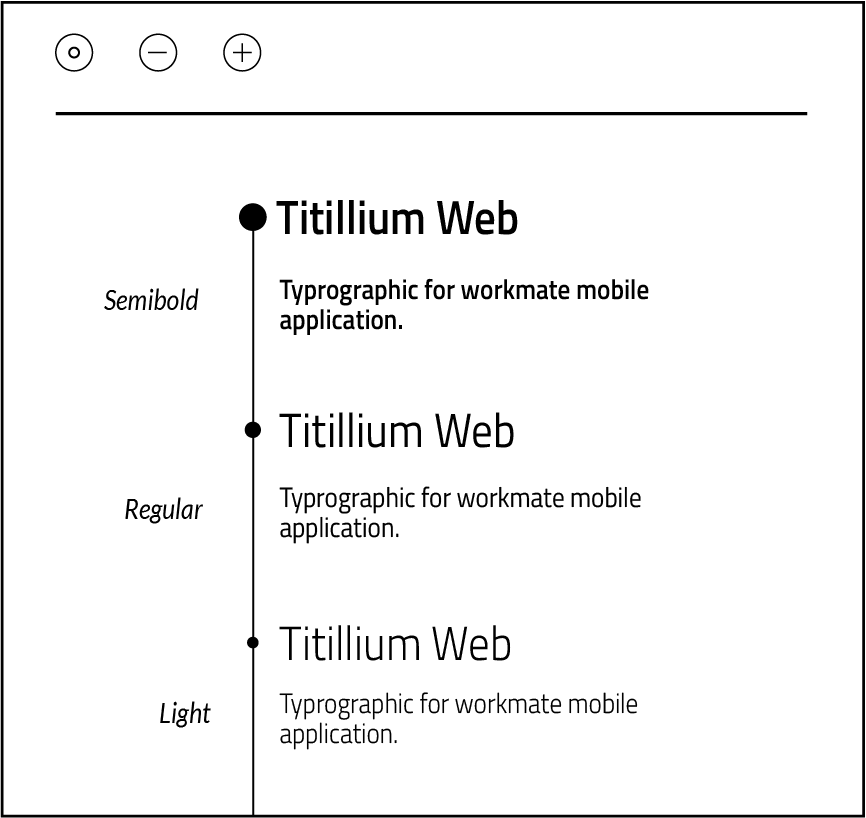 Titillium Web
Semibold
Typrographic for workmate mobile
application.
Titillium Web
Regular
Typrographic for workmate mobile
application.
Titillium Web
Light
Typrographic for workmate mobile
application.